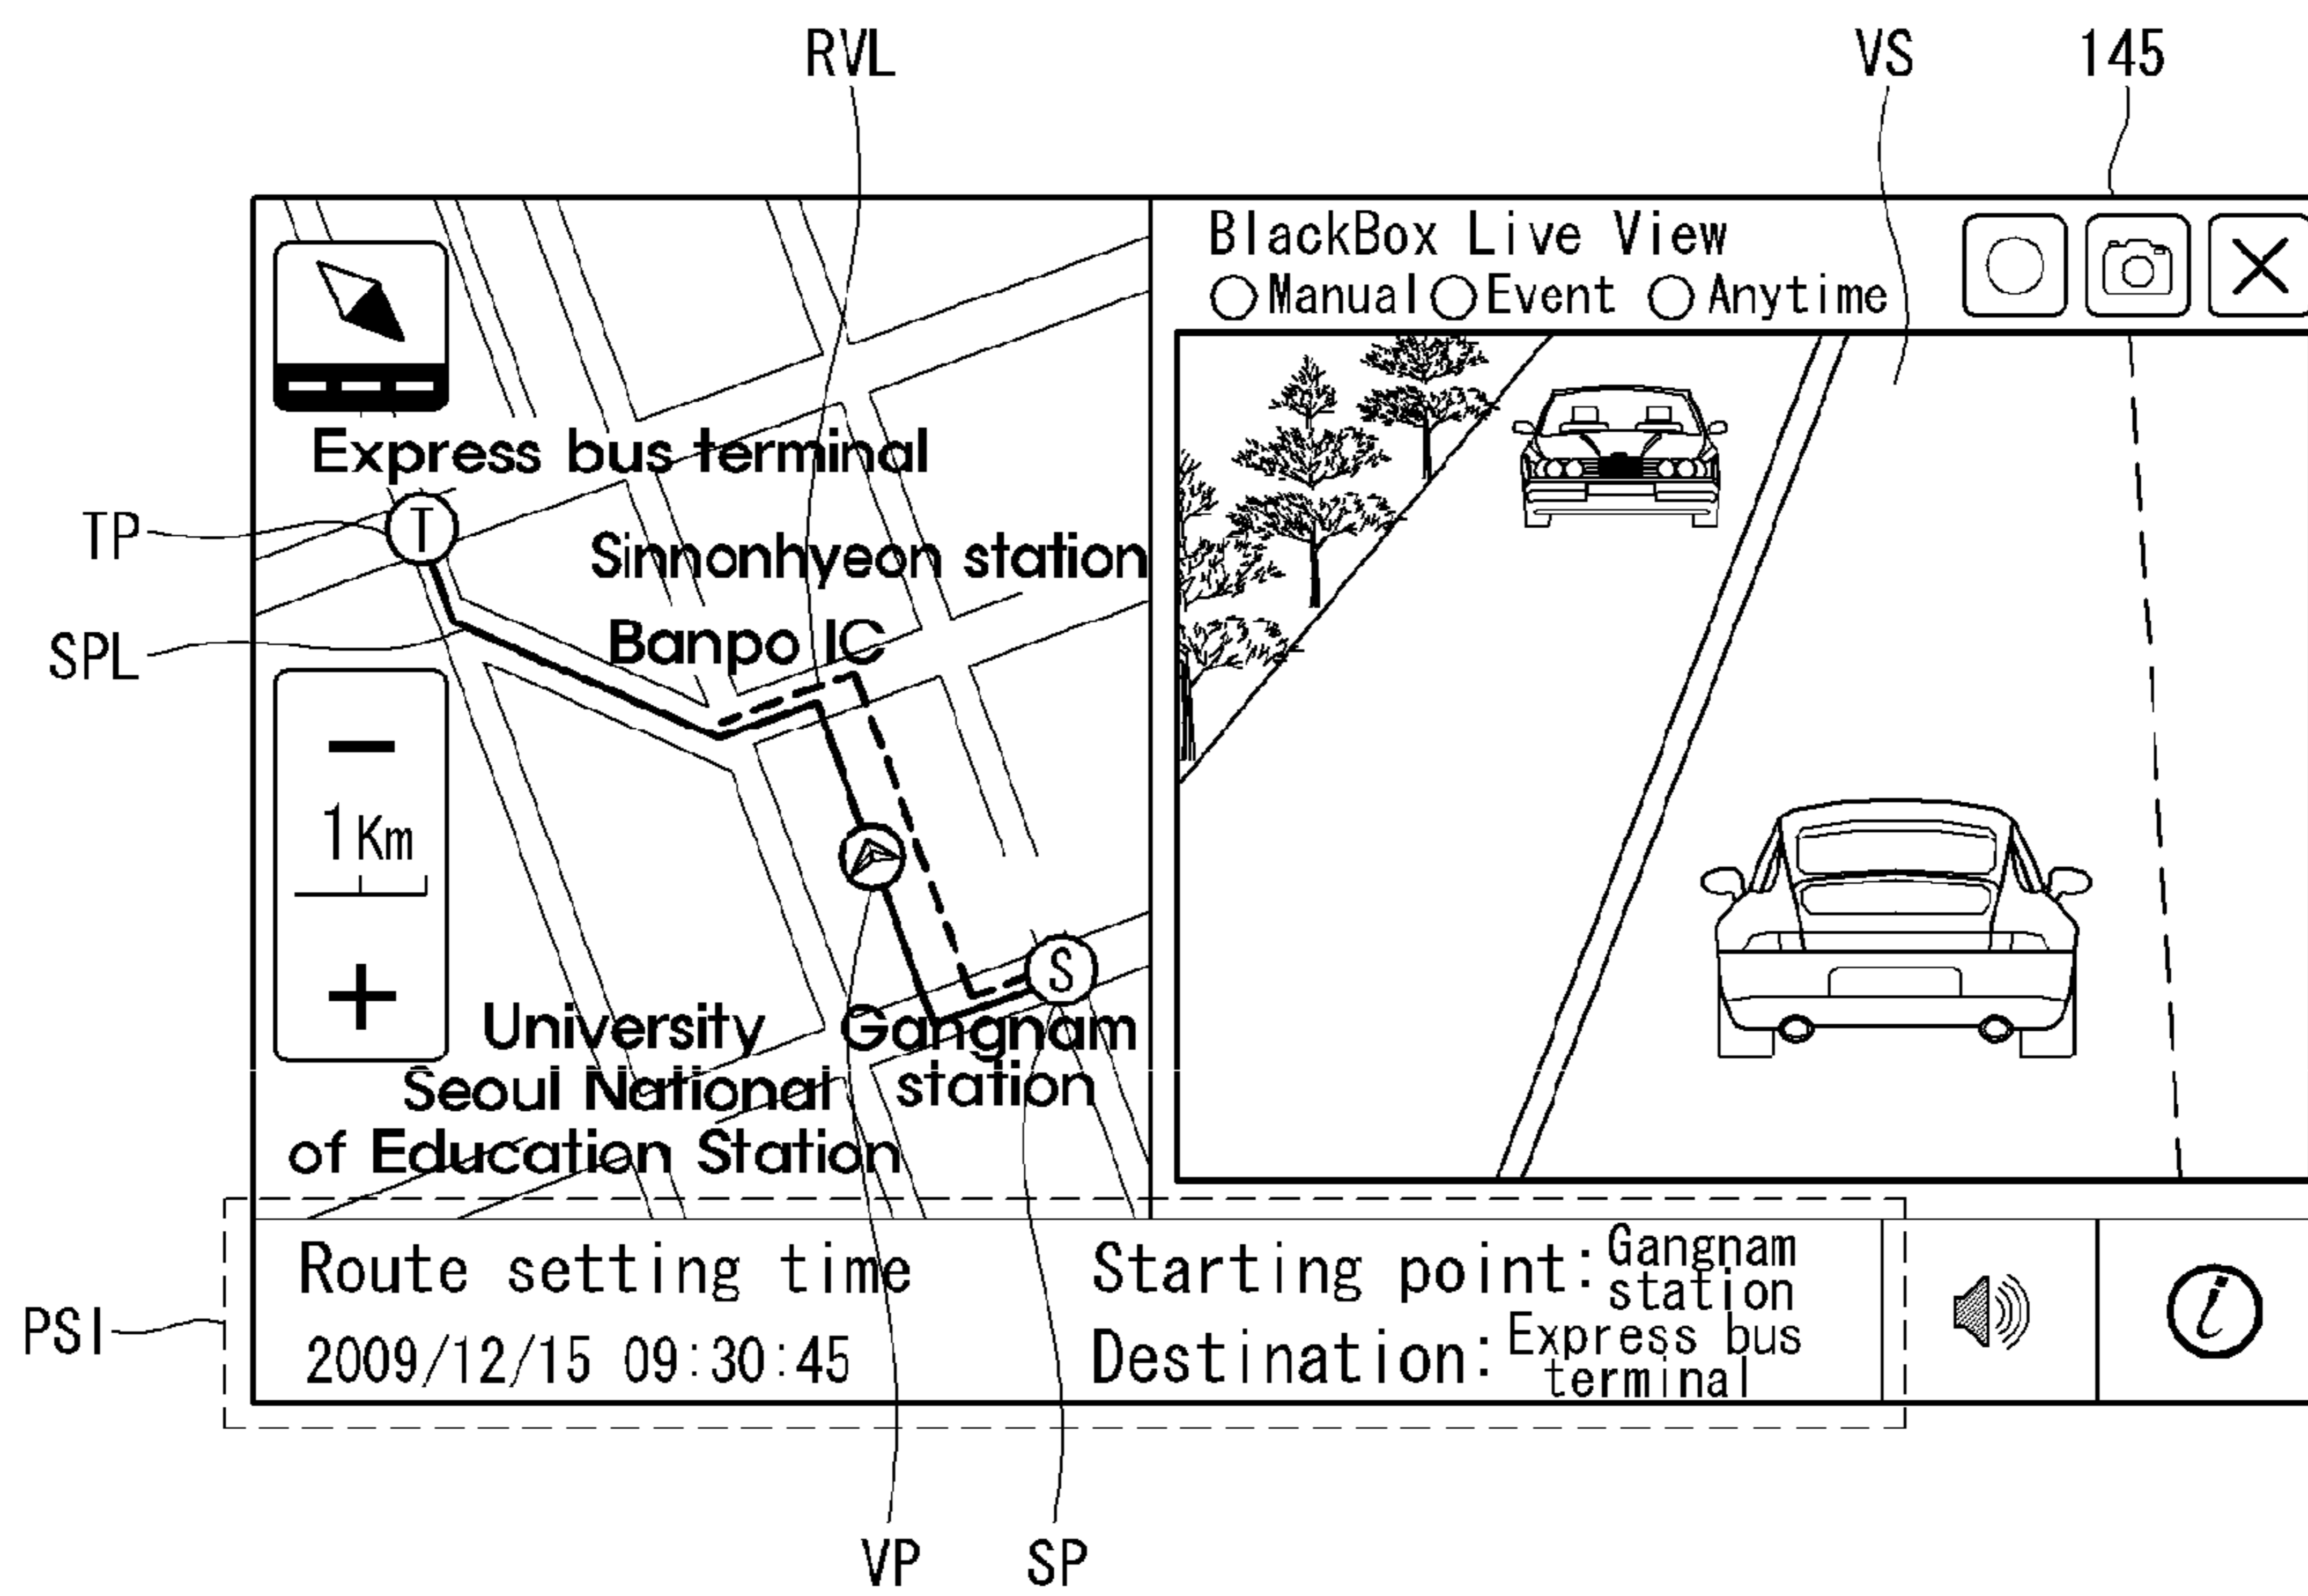 RVL
VS
145
BlackBox Live View
Manual Event Anytime
Express bus terminal
TP
T
Sinnonhyeon station
SPL
Banpo IC
1Km
S
University
Seoul National
of Education Station
Gangnam
station
PSI
Route setting time
2009/12/15 09:30:45
Starting point: Gangnam
station
Destination: Express bus
terminal
i
VP
SP